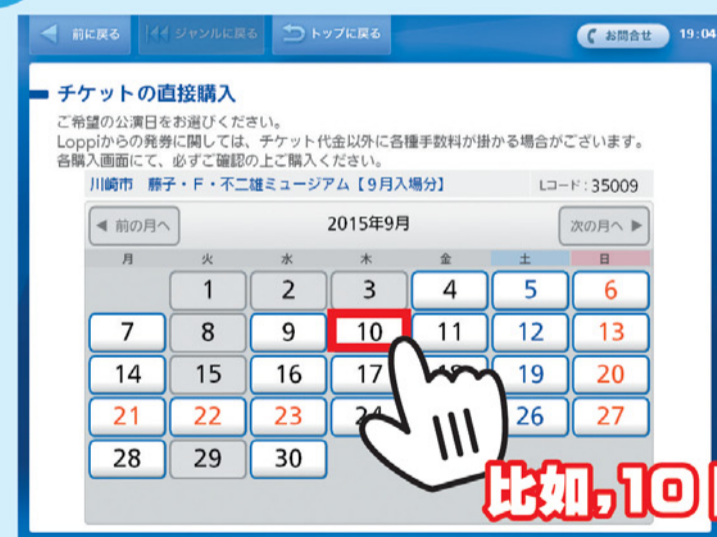 前に戻る ジャンルに戻る トップに戻る お問合せ 19:04
チケットの直接購入
ご希望の公演日をお選びください。
Loppiからの発券に関しては、チケット代金以外に各種手数料が掛かる場合がございます。
各購入画面にて、必ずご確認の上ご購入ください。
川崎市 藤子・F・不二雄ミュージアム【9月入場分】 Lコード:35009
前の月へ 2015年9月 次の月へ
月 火 水 木 金 土 日
1 2 3 4 5 6
7 8 9 10 11 12 13
14 15 16 17 18 19 20
21 22 23 24 26 27
28 29 30
比如,10